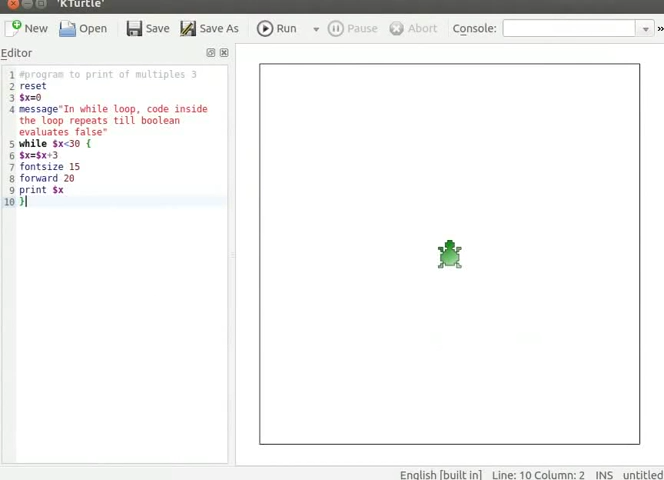 'KTurtle'
New Open Save Save As Run Pause Abort Console: »
Editor
1 #program to print of multiples 3
2 reset
3 $x=0
4 message"In while loop, code inside
the loop repeats till boolean
evaluates false"
5 while $x<30 {
6 $x=$x+3
7 fontsize 15
8 forward 20
9 print $x
10 }
English [built in] Line: 10 Column: 2 INS untitled